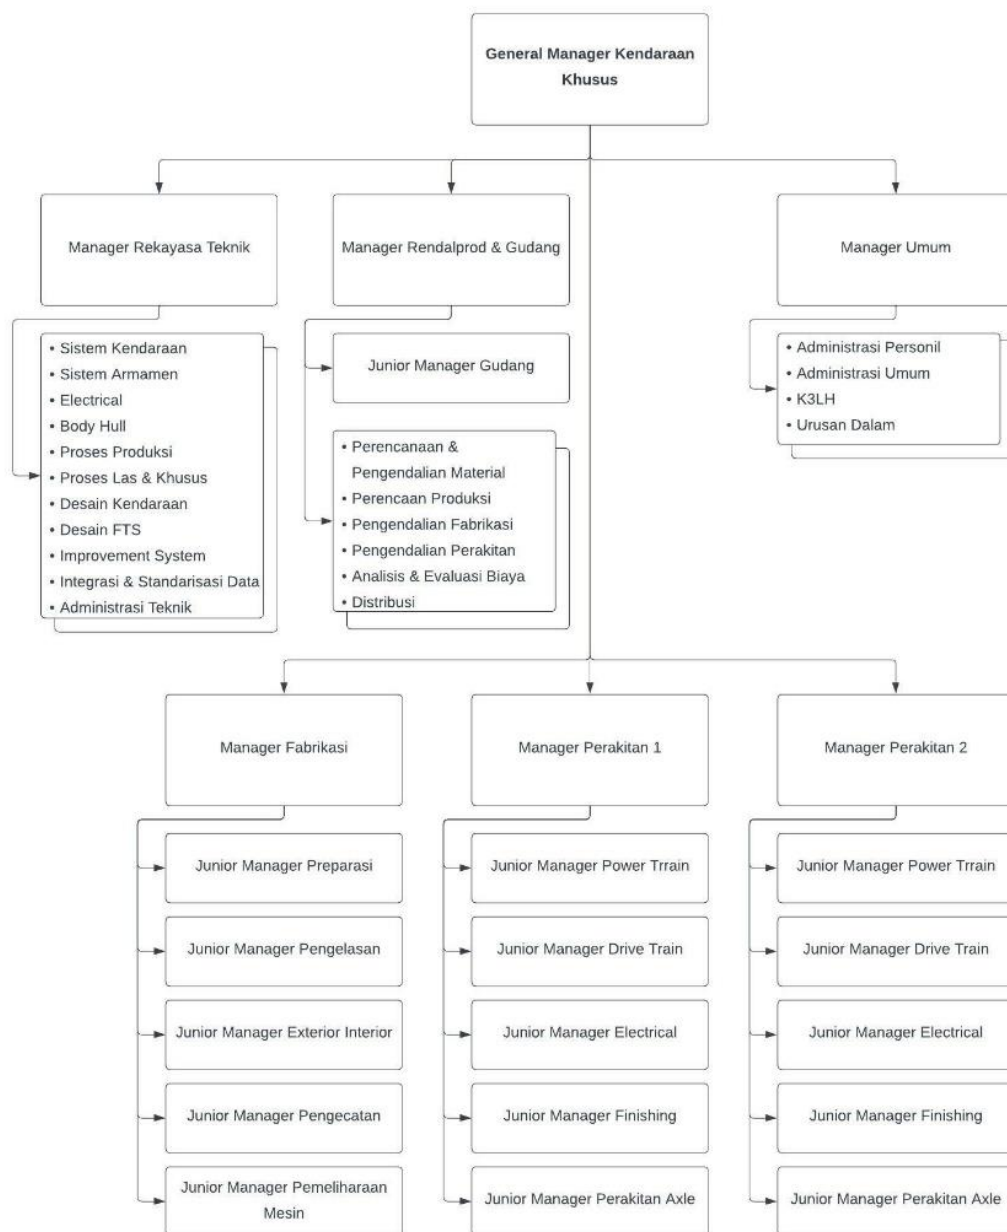 General Manager Kendaraan
Khusus
Manager Rekayasa Teknik
Manager Rendalprod & Gudang
Manager Umum
• Sistem Kendaraan
• Sistem Armamen
• Electrical
• Body Hull
• Proses Produksi
• Proses Las & Khusus
• Desain Kendaraan
• Desain FTS
• Improvement System
• Integrasi & Standarisasi Data
• Administrasi Teknik
Junior Manager Gudang
• Perencanaan &
Pengendalian Material
• Perencaan Produksi
• Pengendalian Fabrikasi
• Pengendalian Perakitan
• Analisis & Evaluasi Biaya
• Distribusi
• Administrasi Personil
• Administrasi Umum
• K3LH
• Urusan Dalam
Manager Fabrikasi
Manager Perakitan 1
Manager Perakitan 2
Junior Manager Preparasi
Junior Manager Pengelasan
Junior Manager Exterior Interior
Junior Manager Pengecatan
Junior Manager Pemeliharaan
Mesin
Junior Manager Power Trrain
Junior Manager Drive Train
Junior Manager Electrical
Junior Manager Finishing
Junior Manager Perakitan Axle
Junior Manager Power Trrain
Junior Manager Drive Train
Junior Manager Electrical
Junior Manager Finishing
Junior Manager Perakitan Axle